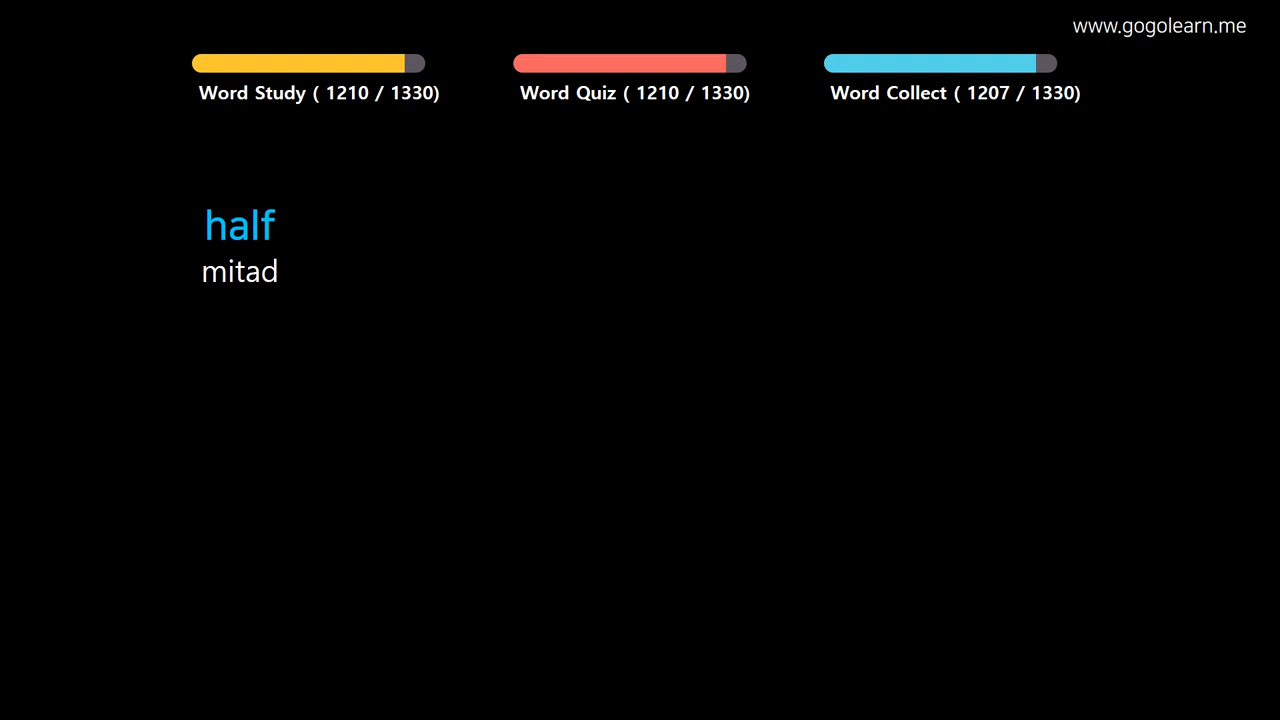 www.gogolearn.me
Word Study ( 1210 / 1330)
Word Quiz ( 1210 / 1330)
Word Collect ( 1207 / 1330)
half
mitad